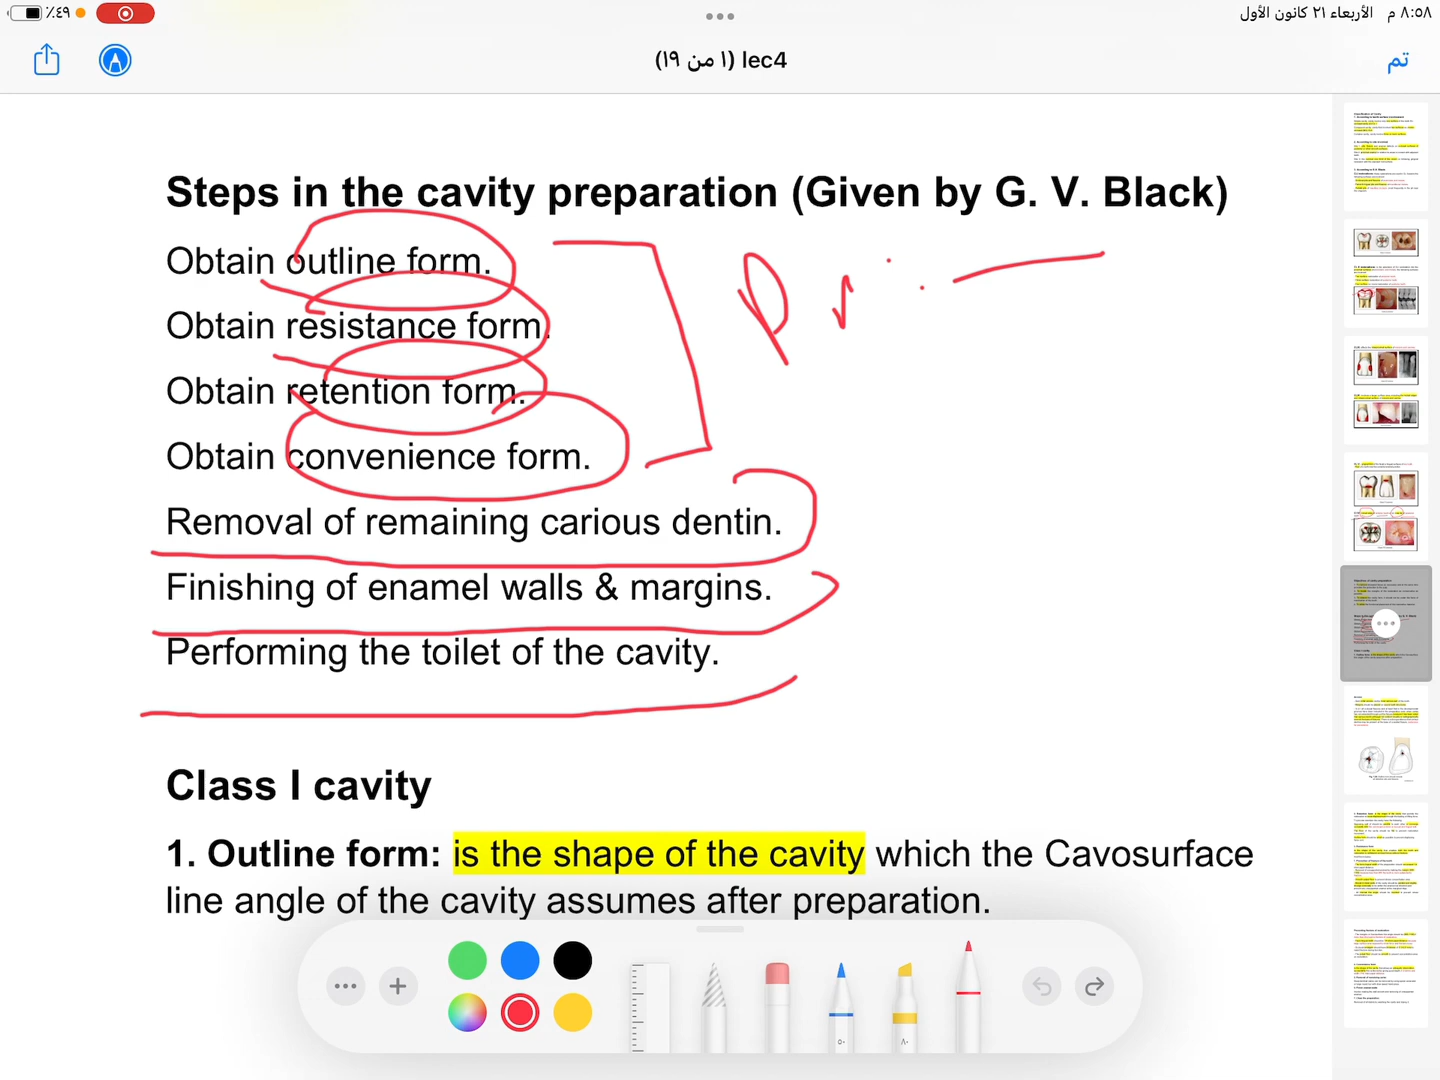 ٪٤٩
٨:٥٨ م الأربعاء ٢١ كانون الأول
lec4 (١ من ١٩)
تم
Steps in the cavity preparation (Given by G. V. Black)
Obtain outline form.
Obtain resistance form.
Obtain retention form.
Obtain convenience form.
Removal of remaining carious dentin.
Finishing of enamel walls & margins.
Performing the toilet of the cavity.
Pri
Class I cavity
1. Outline form: is the shape of the cavity which the Cavosurface
line angle of the cavity assumes after preparation.
٥٠
٨٠